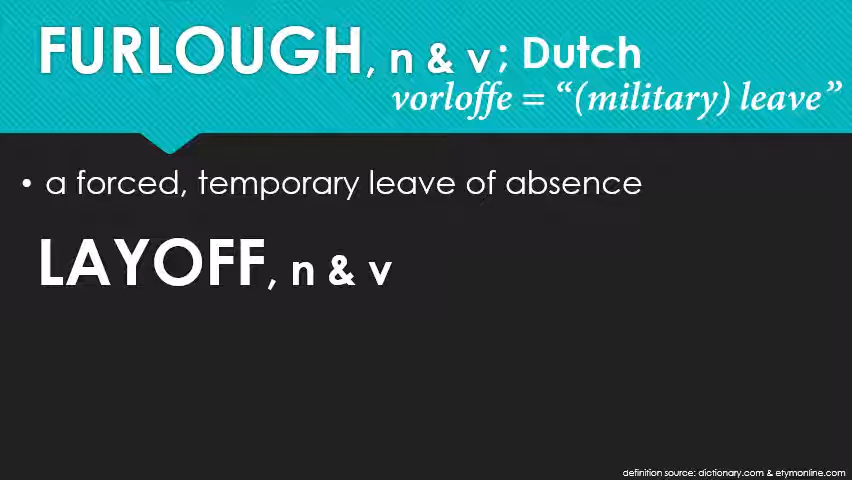 FURLOUGH, n & v; Dutch
vorloffe = “(military) leave”
• a forced, temporary leave of absence
LAYOFF, n & v
definition source: dictionary.com & etymonline.com